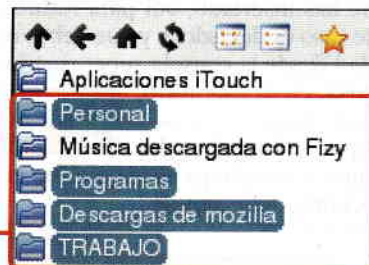 Aplicaciones iTouch
Personal
Música descargada con Fizy
Programas
Descargas de mozilla
TRABAJO